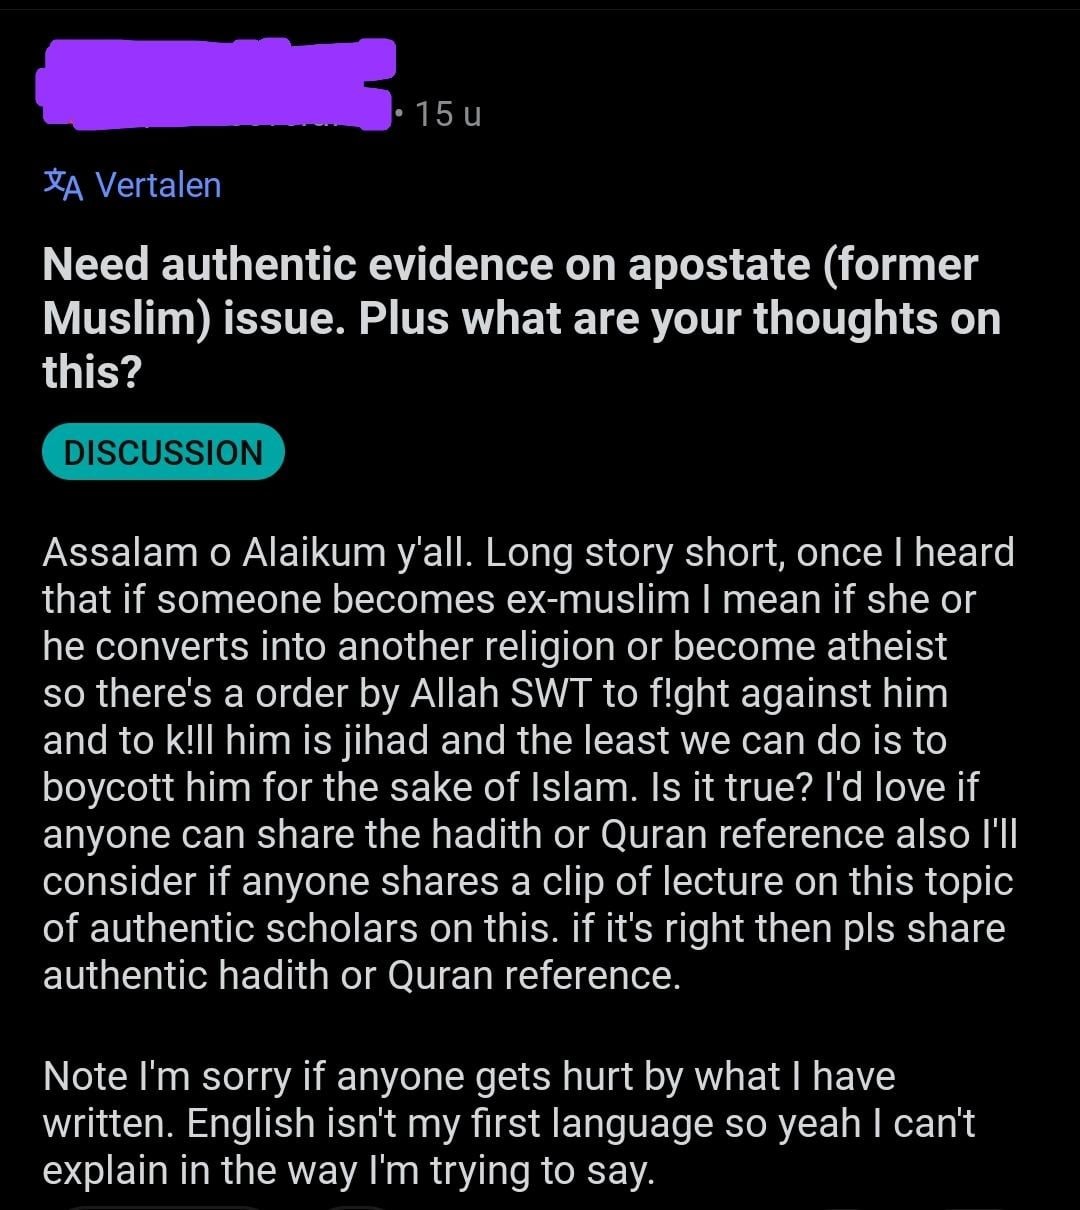 • 15 u
Vertalen
Need authentic evidence on apostate (former
Muslim) issue. Plus what are your thoughts on
this?
DISCUSSION
Assalam o Alaikum y'all. Long story short, once I heard
that if someone becomes ex-muslim I mean if she or
he converts into another religion or become atheist
so there's a order by Allah SWT to f!ght against him
and to k!ll him is jihad and the least we can do is to
boycott him for the sake of Islam. Is it true? I'd love if
anyone can share the hadith or Quran reference also I'll
consider if anyone shares a clip of lecture on this topic
of authentic scholars on this. if it's right then pls share
authentic hadith or Quran reference.
Note I'm sorry if anyone gets hurt by what I have
written. English isn't my first language so yeah I can't
explain in the way I'm trying to say.